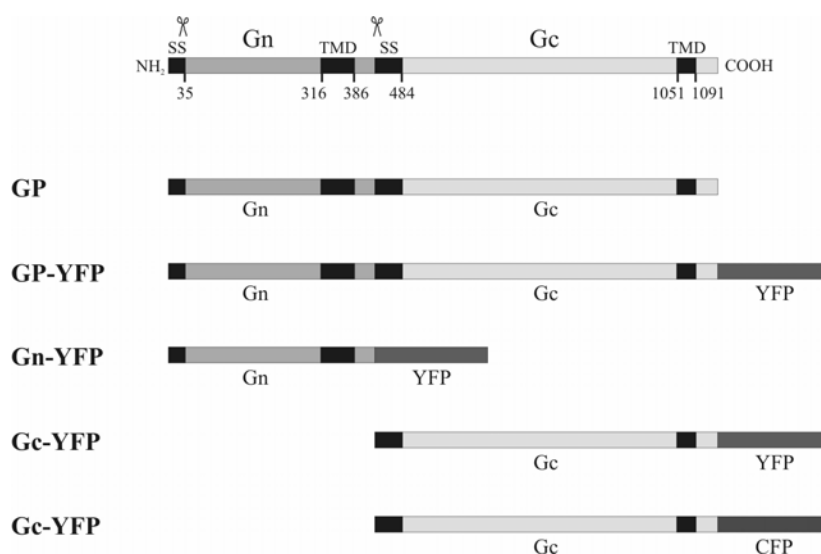 Gn Gc
SS TMD SS TMD
NH₂ COOH
35 316 386 484 1051 1091
GP
Gn Gc
GP-YFP
Gn Gc YFP
Gn-YFP
Gn YFP
Gc-YFP
Gc YFP
Gc-YFP
Gc CFP